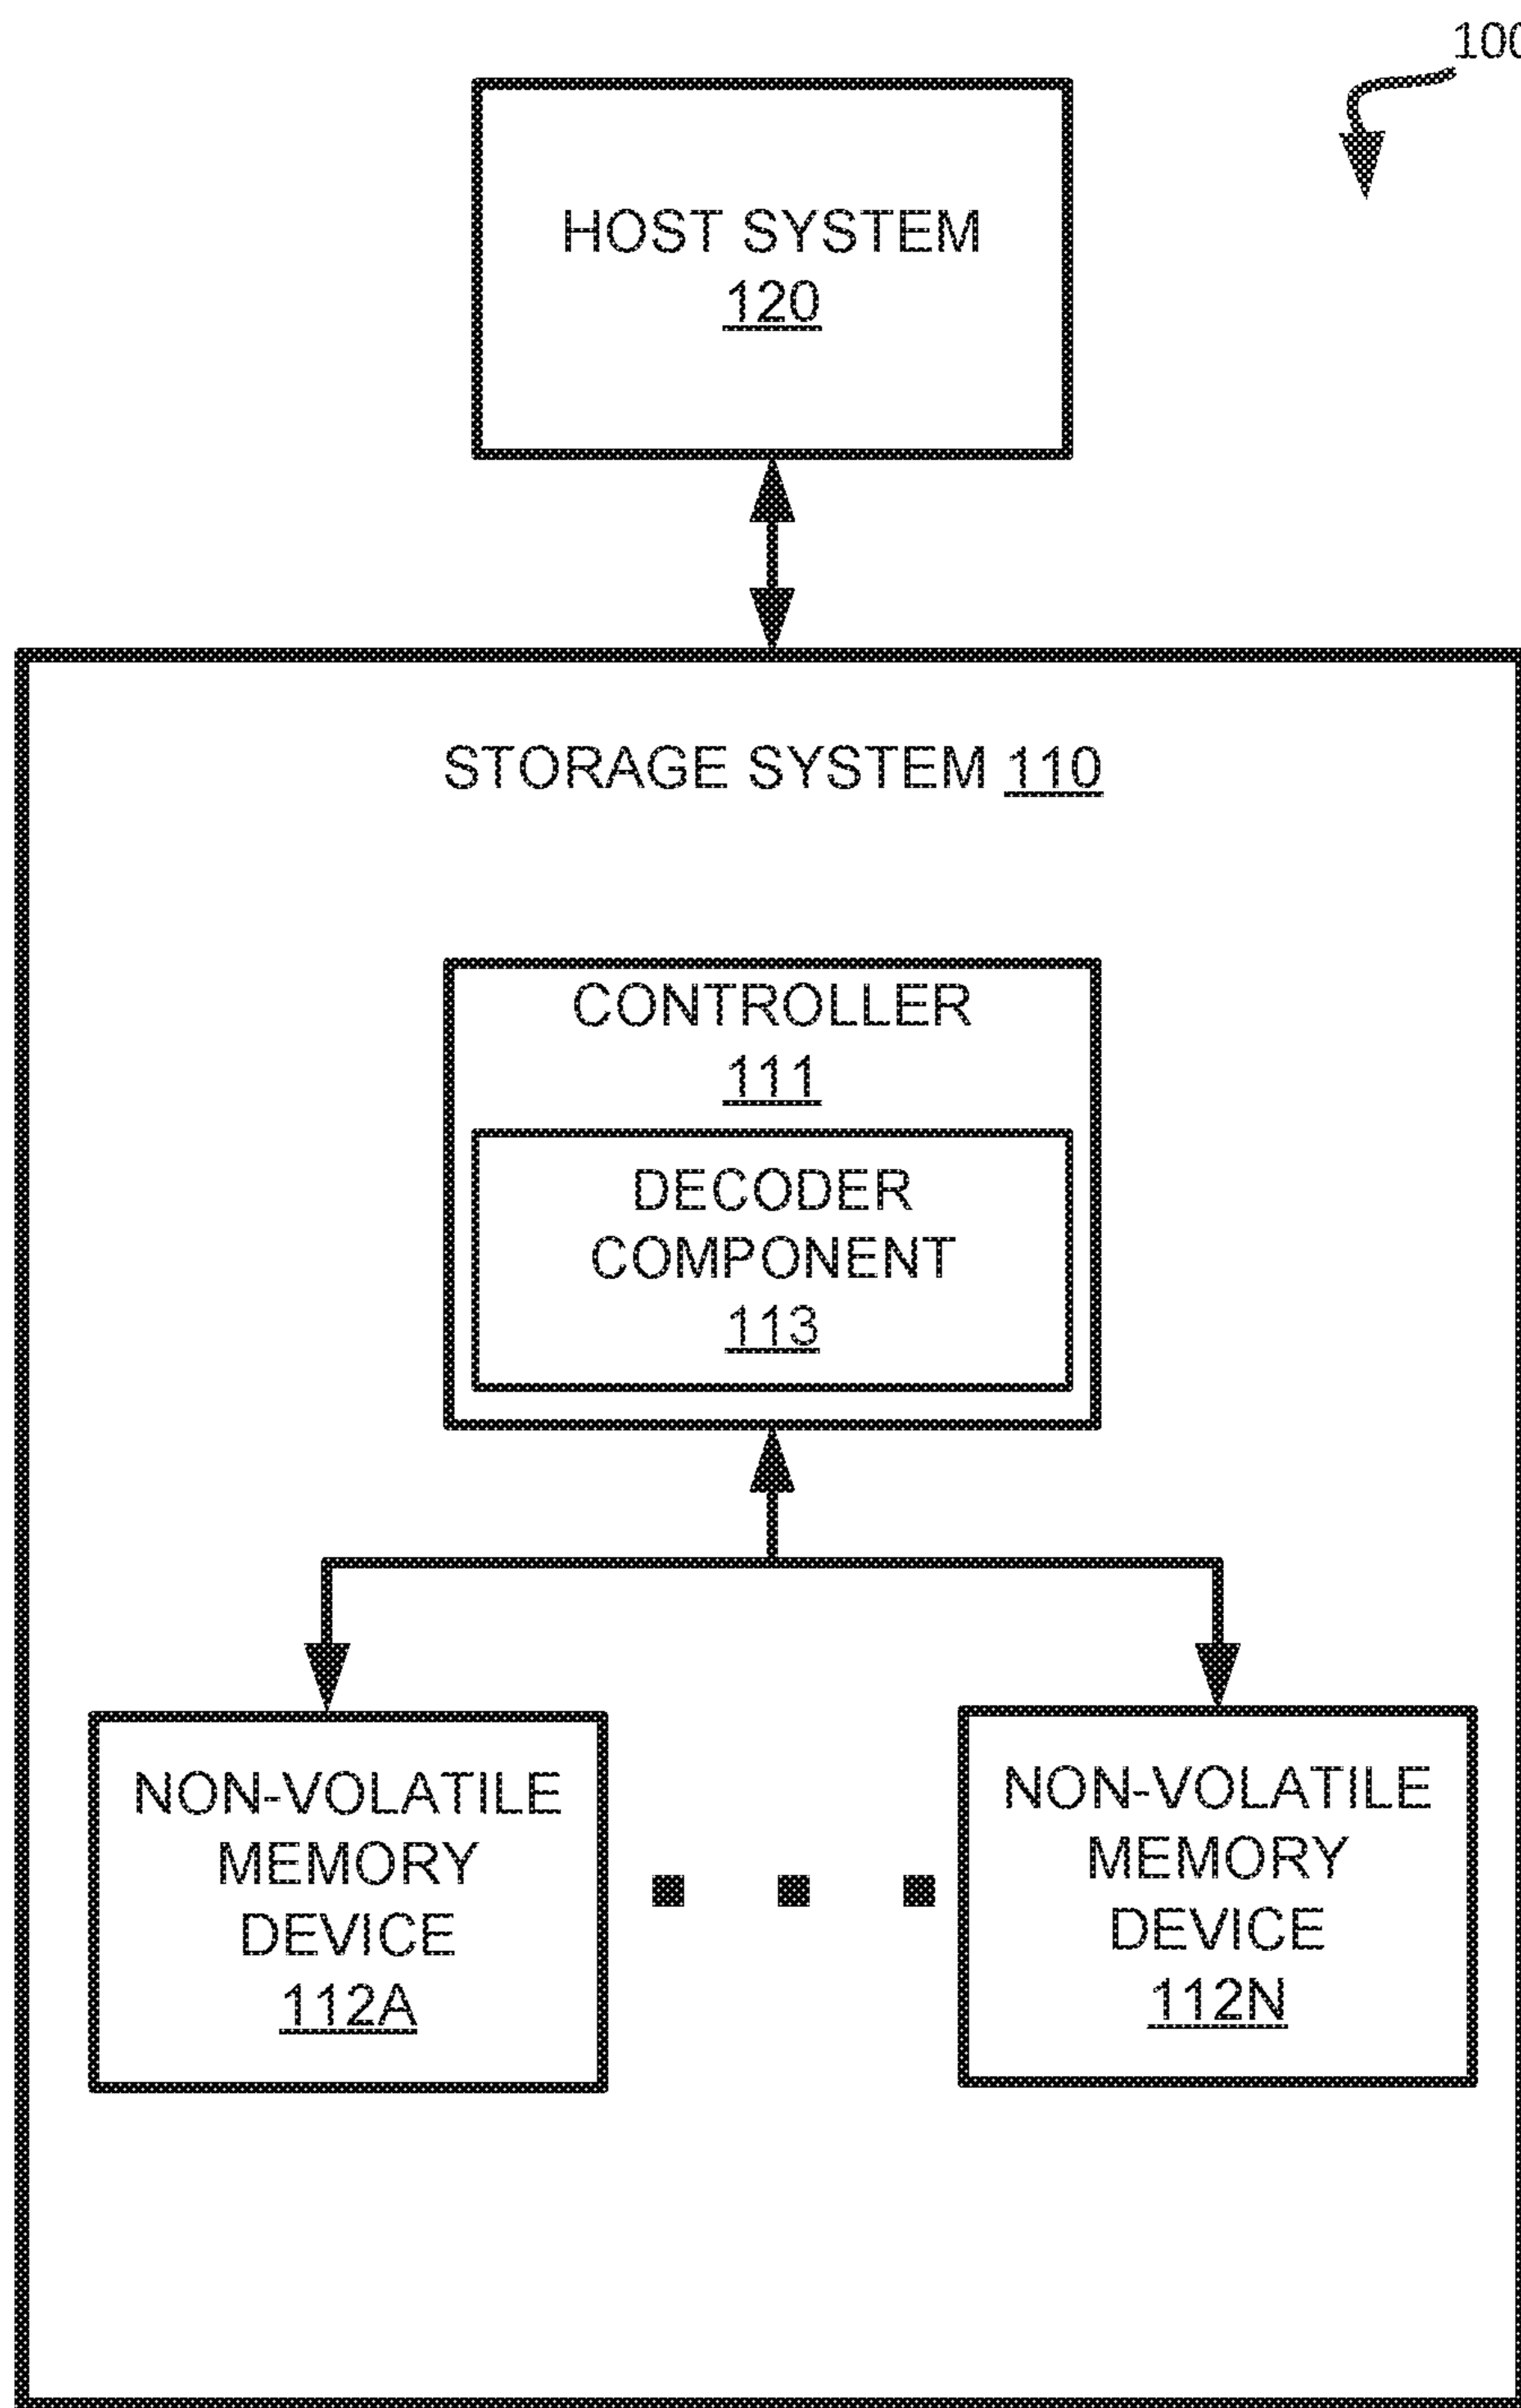 100
HOST SYSTEM
120
STORAGE SYSTEM 110
CONTROLLER
111
DECODER
COMPONENT
113
NON-VOLATILE
MEMORY
DEVICE
112A
NON-VOLATILE
MEMORY
DEVICE
112N